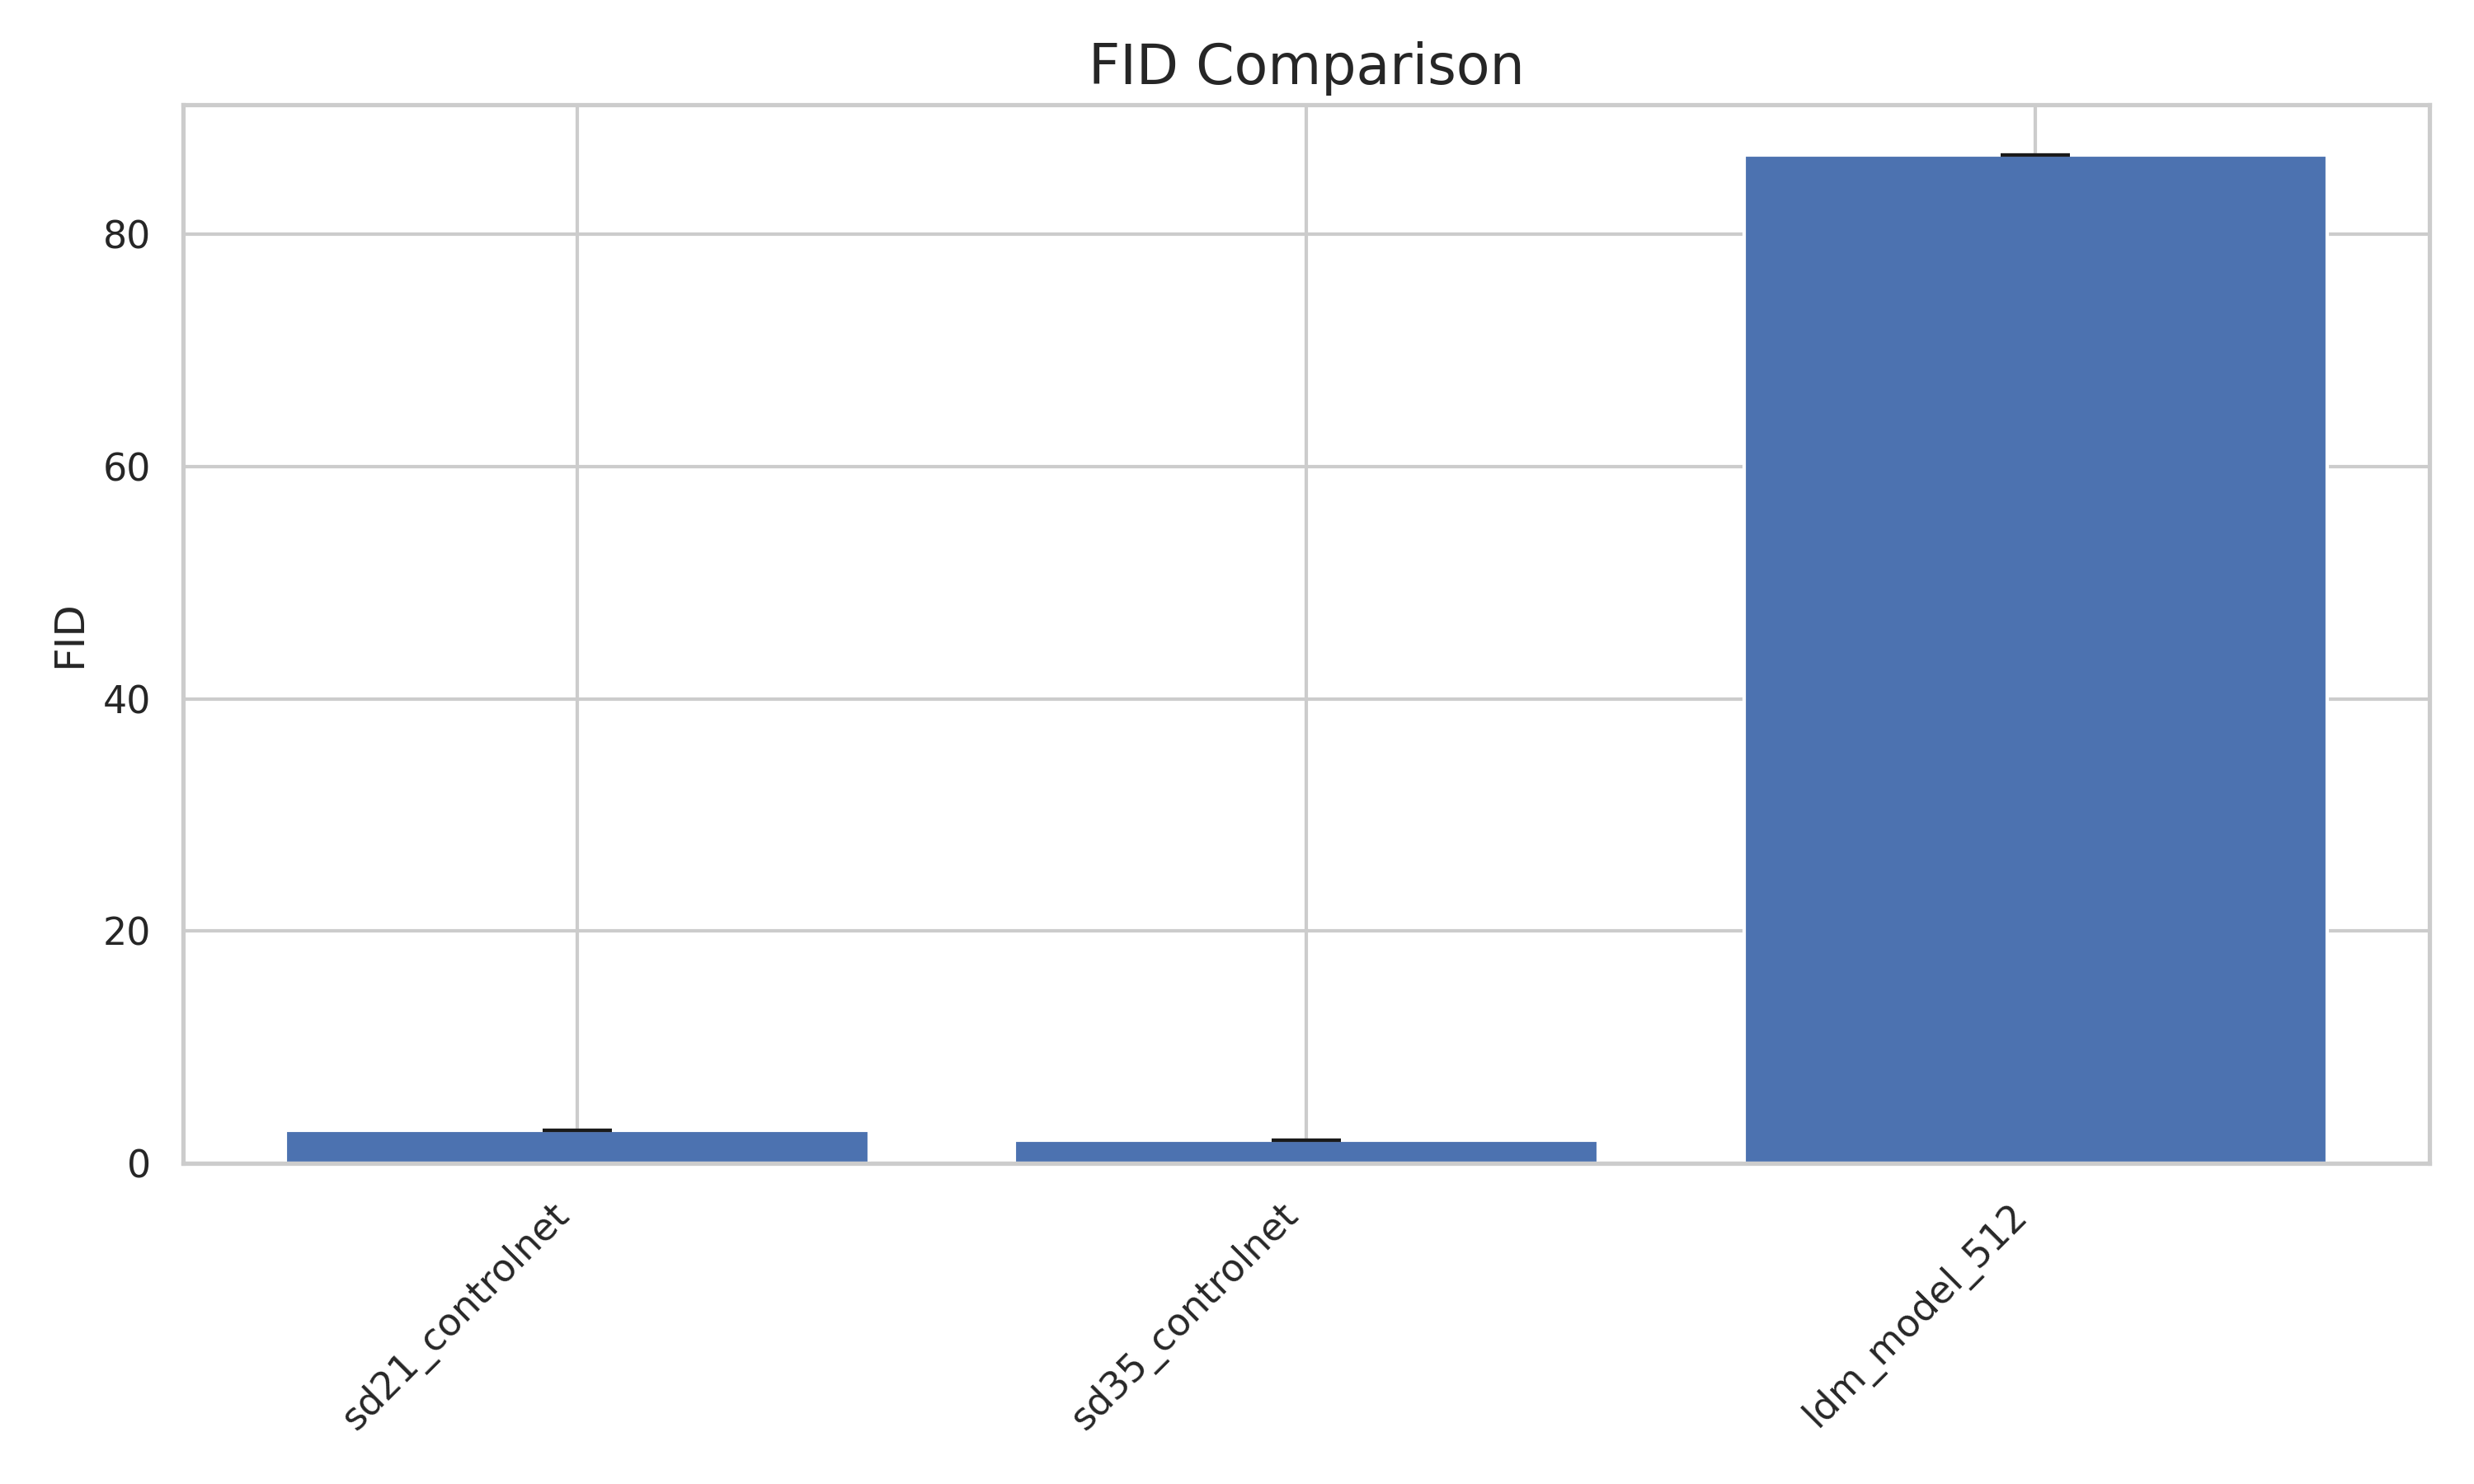 FID Comparison
FID
80
60
40
20
0
sd21_controlnet
sd35_controlnet
ldm_model_512